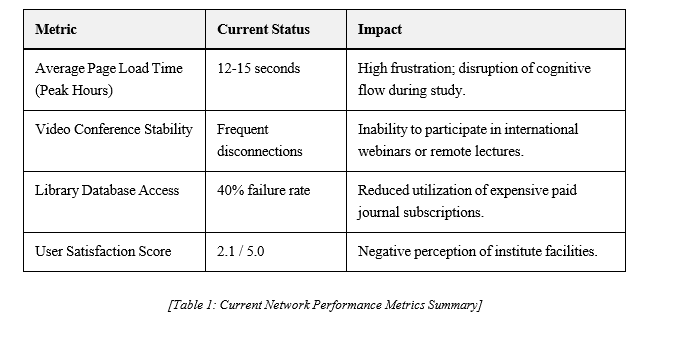 Metric Current Status Impact
Average Page Load Time 12-15 seconds High frustration; disruption of cognitive
(Peak Hours) flow during study.
Video Conference Stability Frequent Inability to participate in international
disconnections webinars or remote lectures.
Library Database Access 40% failure rate Reduced utilization of expensive paid
journal subscriptions.
User Satisfaction Score 2.1 / 5.0 Negative perception of institute facilities.
[Table 1: Current Network Performance Metrics Summary]